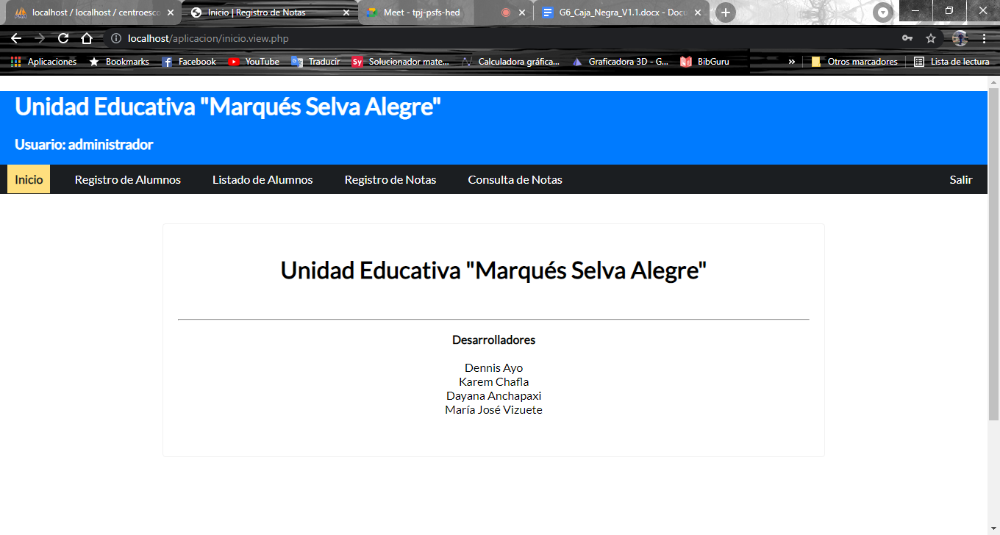 localhost / localhost / centroesco
Inicio | Registro de Notas
Meet - tpj-psfs-hed
G6_Caja_Negra_V1.1.docx - Docu
localhost/aplicacion/inicio.view.php
Aplicaciones
Bookmarks
Facebook
YouTube
Traducir
Sy
Solucionador mate...
Calculadora gráfica...
Graficadora 3D - G...
BibGuru
»
Otros marcadores
Lista de lectura
Unidad Educativa "Marqués Selva Alegre"
Usuario: administrador
Inicio
Registro de Alumnos
Listado de Alumnos
Registro de Notas
Consulta de Notas
Salir
Unidad Educativa "Marqués Selva Alegre"
Desarrolladores
Dennis Ayo
Karem Chafla
Dayana Anchapaxi
María José Vizuete